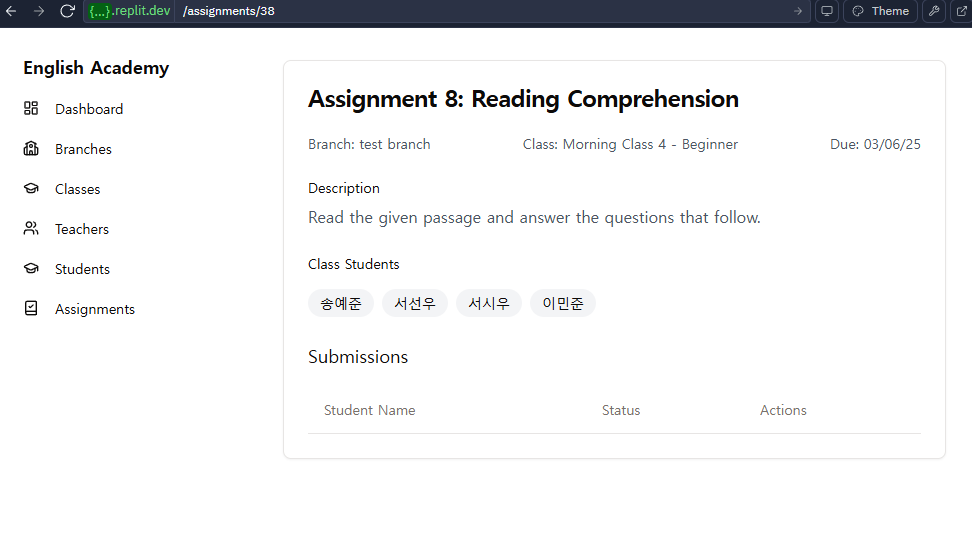 {...}.replit.dev /assignments/38 Theme
English Academy
Dashboard
Branches
Classes
Teachers
Students
Assignments
Assignment 8: Reading Comprehension
Branch: test branch Class: Morning Class 4 - Beginner Due: 03/06/25
Description
Read the given passage and answer the questions that follow.
Class Students
송예준 서선우 서시우 이민준
Submissions
Student Name Status Actions